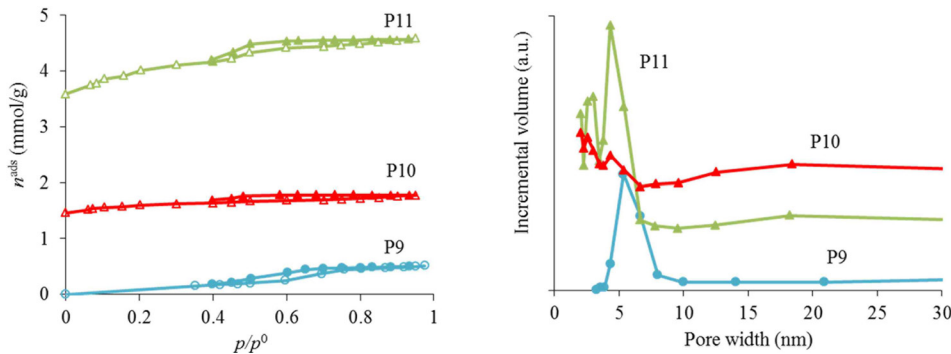 5
4
3
2
1
0
n^ads (mmol/g)
P11
P10
P9
0 0.2 0.4 0.6 0.8 1
p/p^0
Incremental volume (a.u.)
P11
P10
P9
0 5 10 15 20 25 30
Pore width (nm)